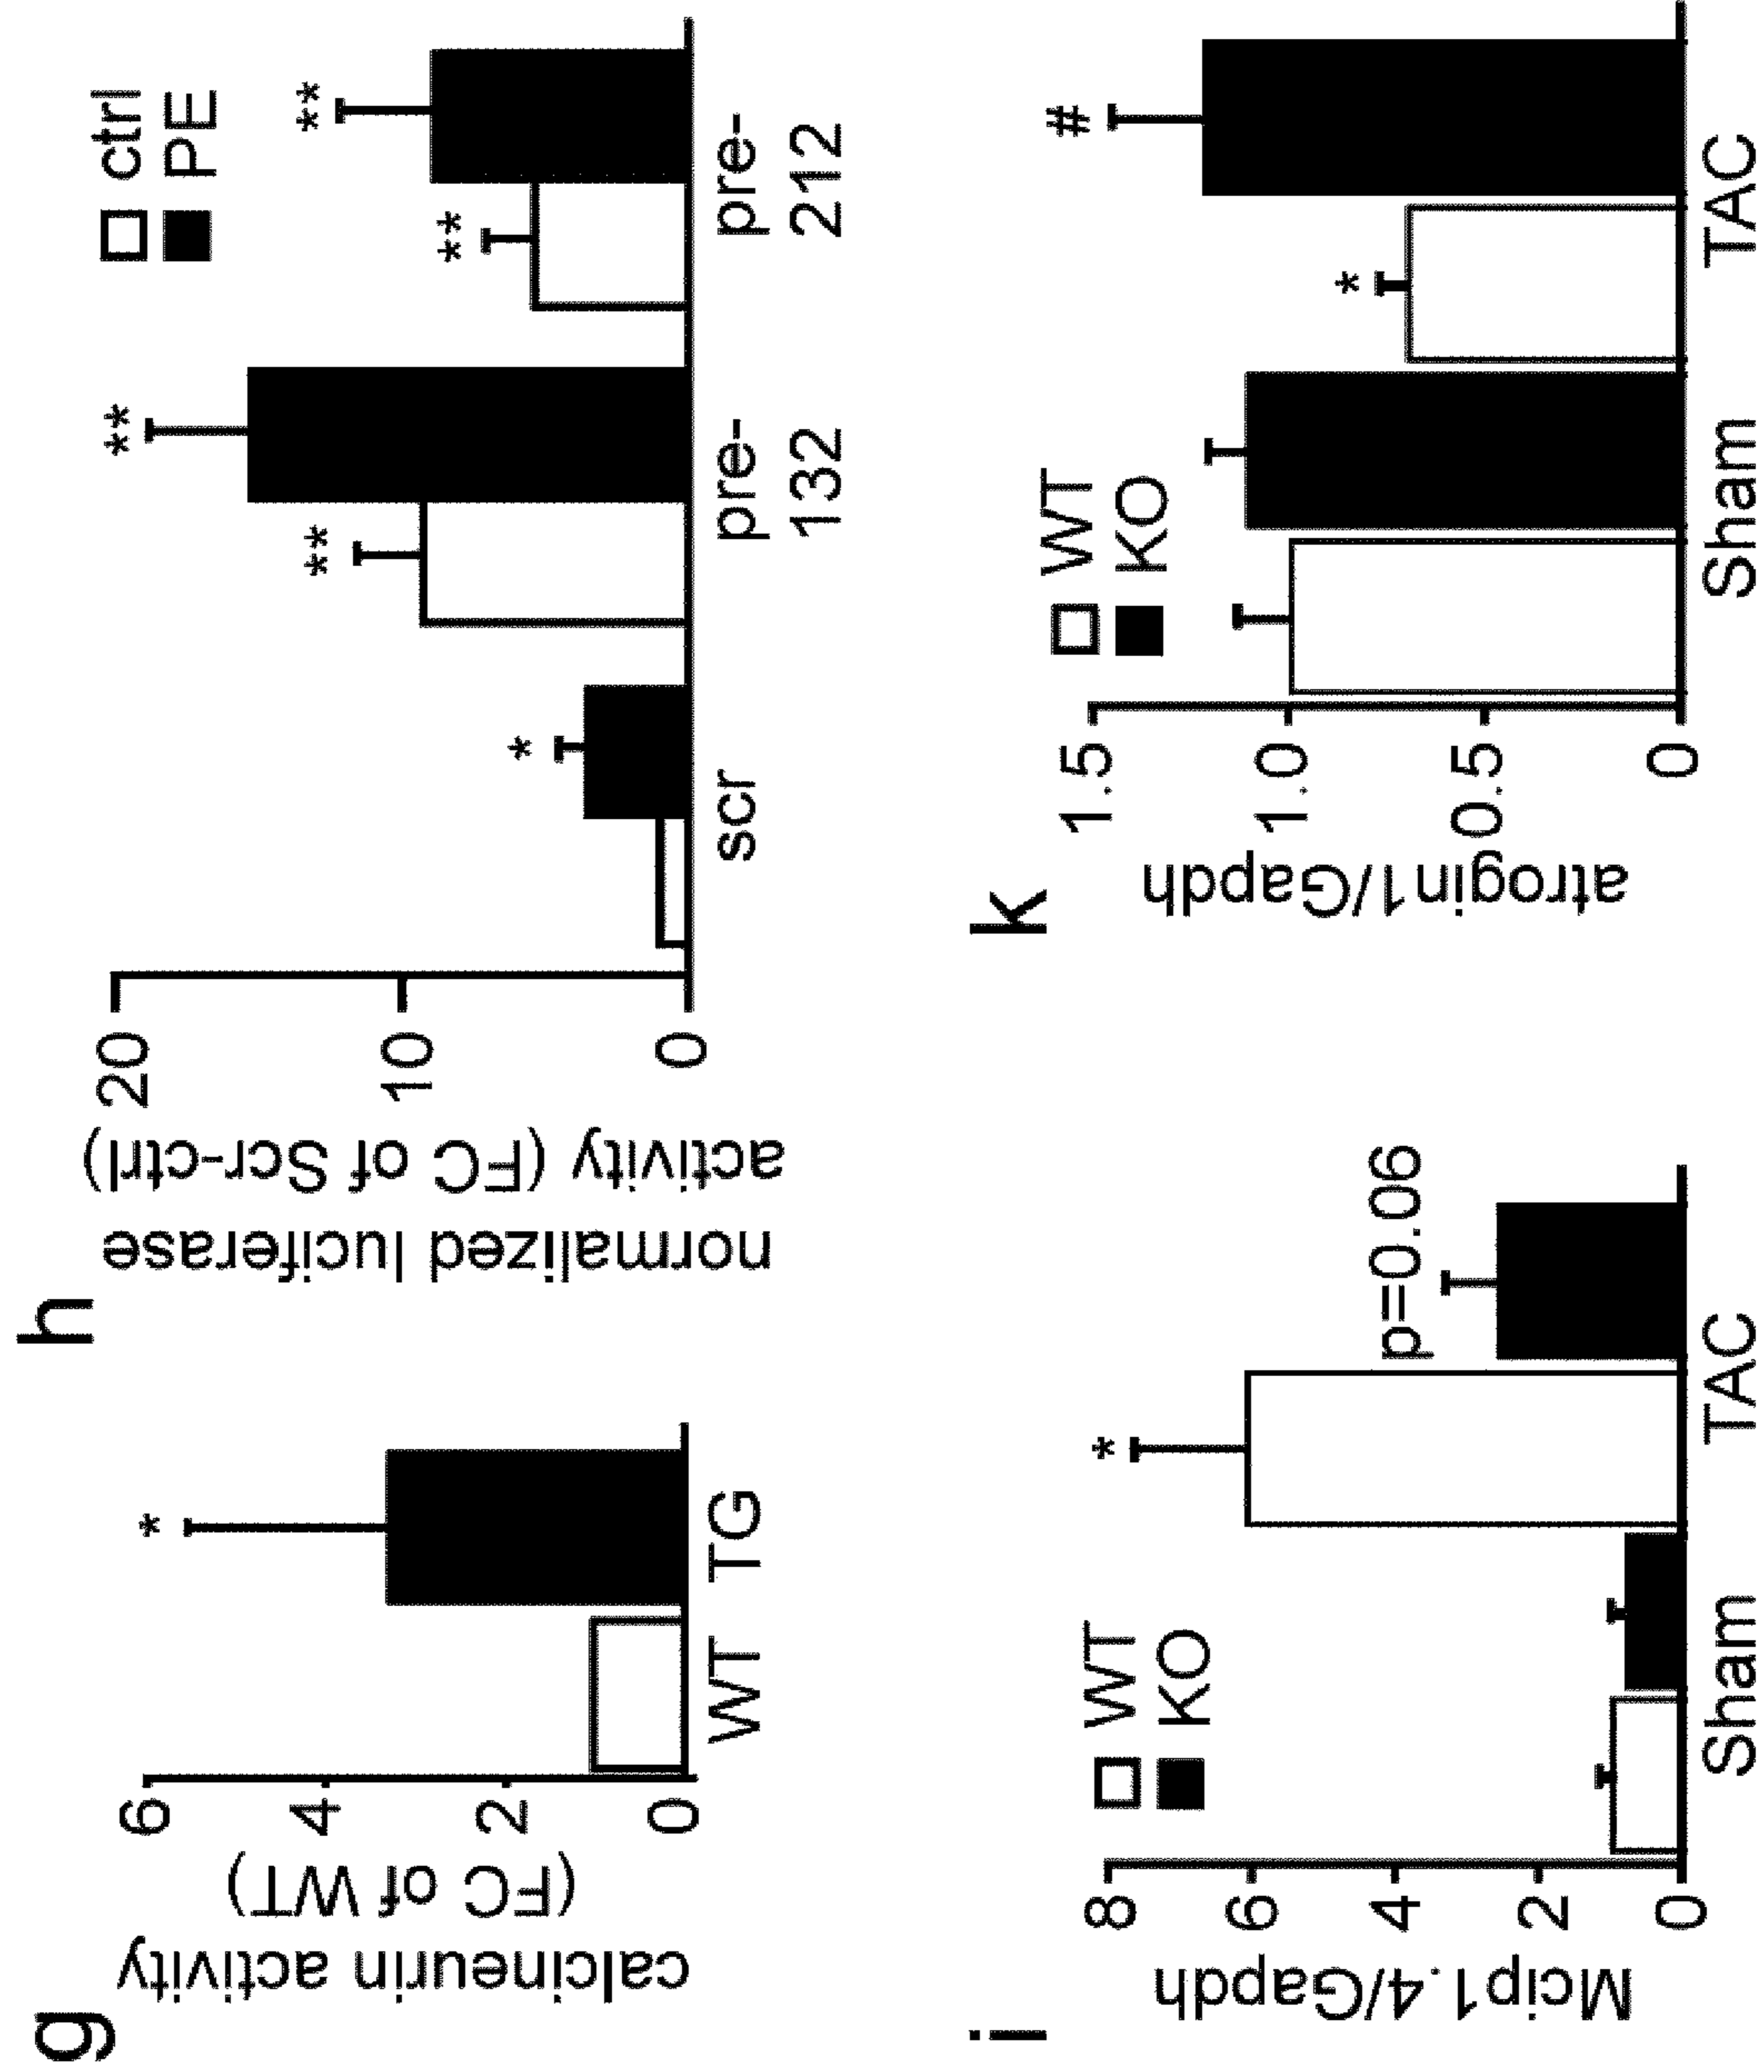 g
calcineurin activity
(FC of WT)
6
4
2
0
*
WT TG
h
normalized luciferase
activity (FC of Scr-ctrl)
20
10
0
ctrl
PE
*
**
**
**
**
scr
pre-
132
pre-
212
i
Mcip1.4/Gapdh
8
6
4
2
0
WT
KO
*
p=0.06
Sham TAC
k
atrogin1/Gapdh
1.5
1.0
0.5
0
WT
KO
*
#
Sham TAC